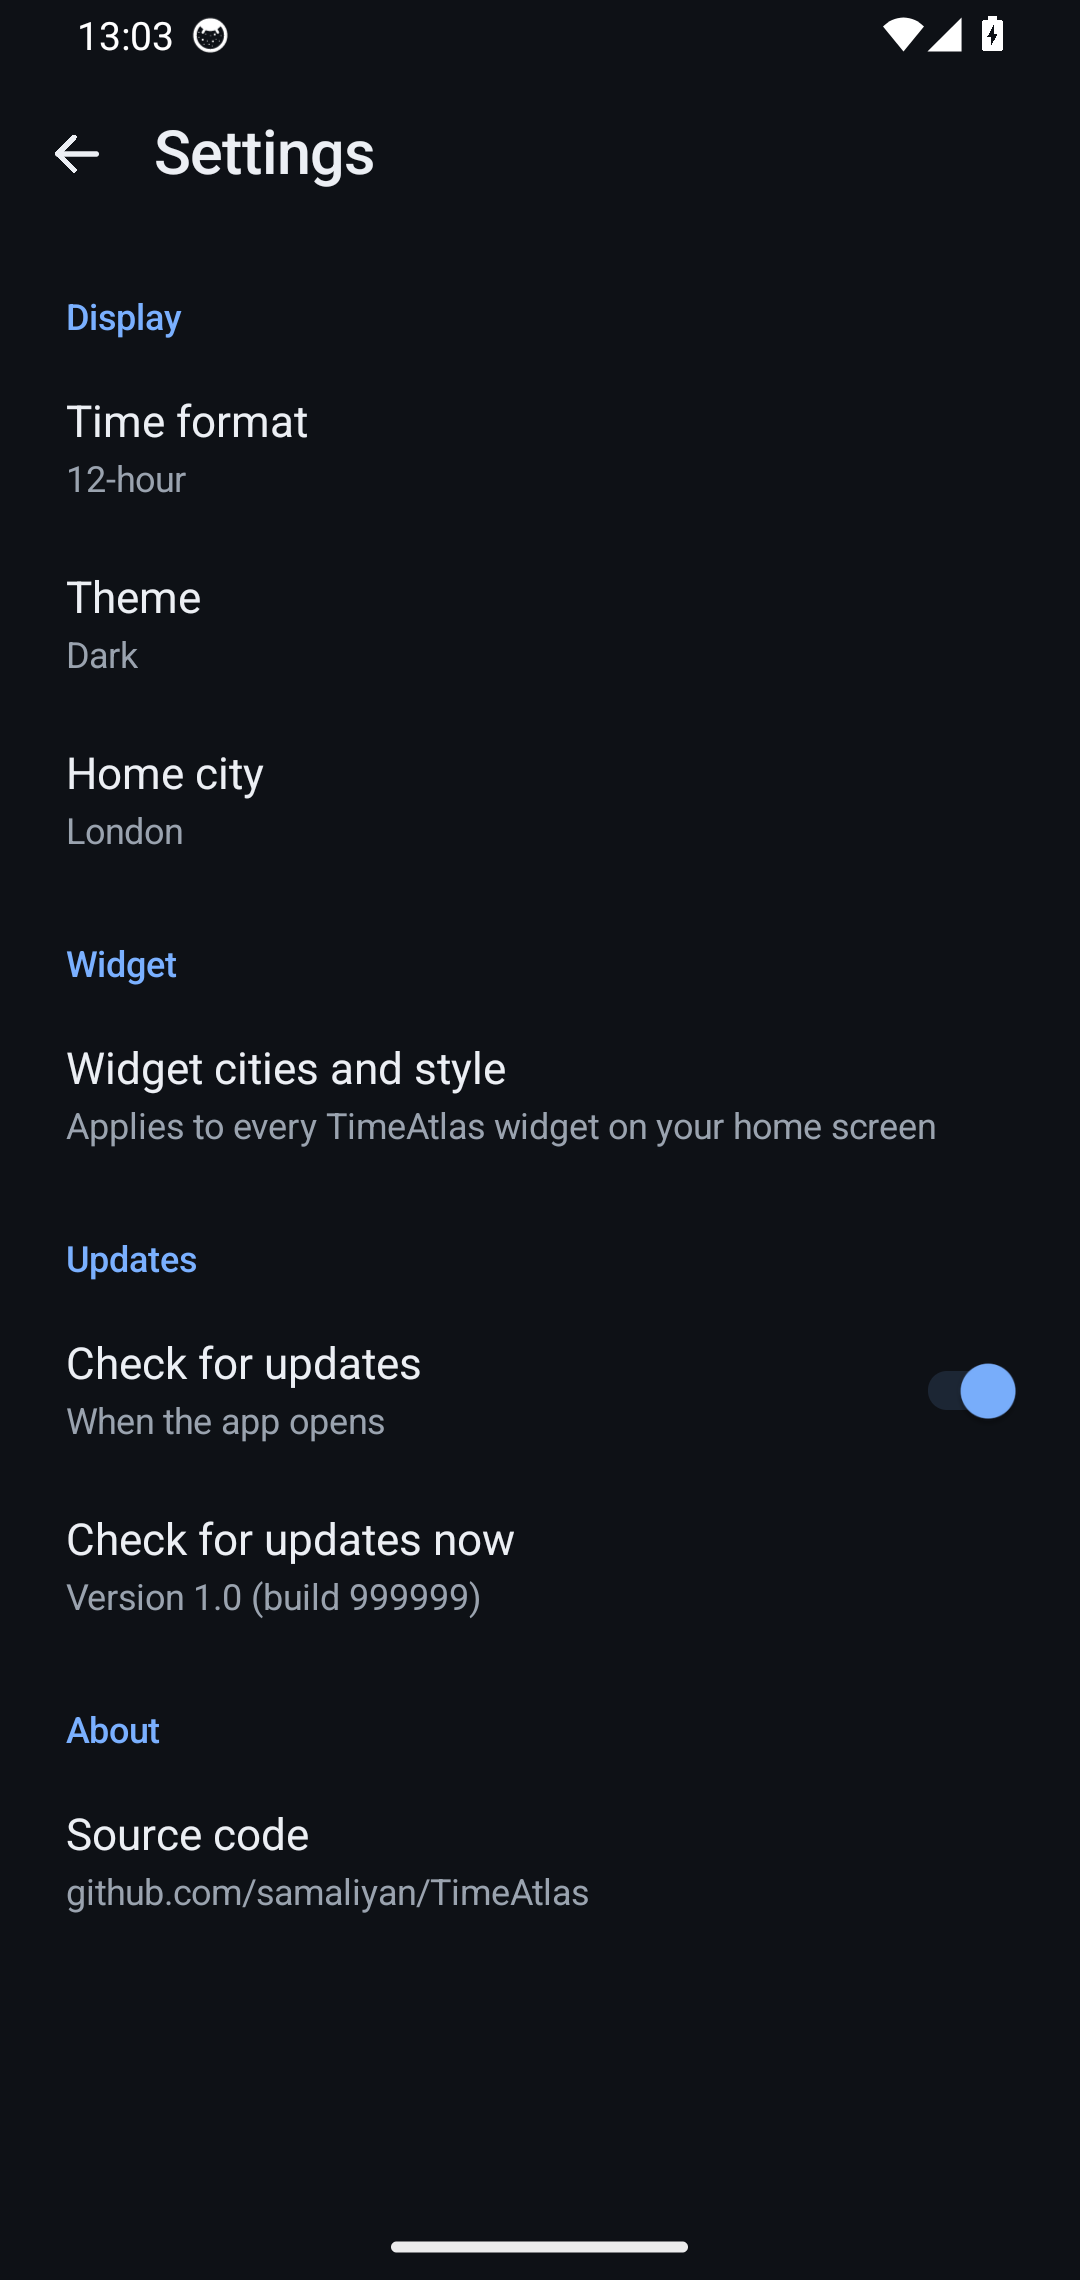 13:03
Settings
Display
Time format
12-hour
Theme
Dark
Home city
London
Widget
Widget cities and style
Applies to every TimeAtlas widget on your home screen
Updates
Check for updates
When the app opens
Check for updates now
Version 1.0 (build 999999)
About
Source code
github.com/samaliyan/TimeAtlas